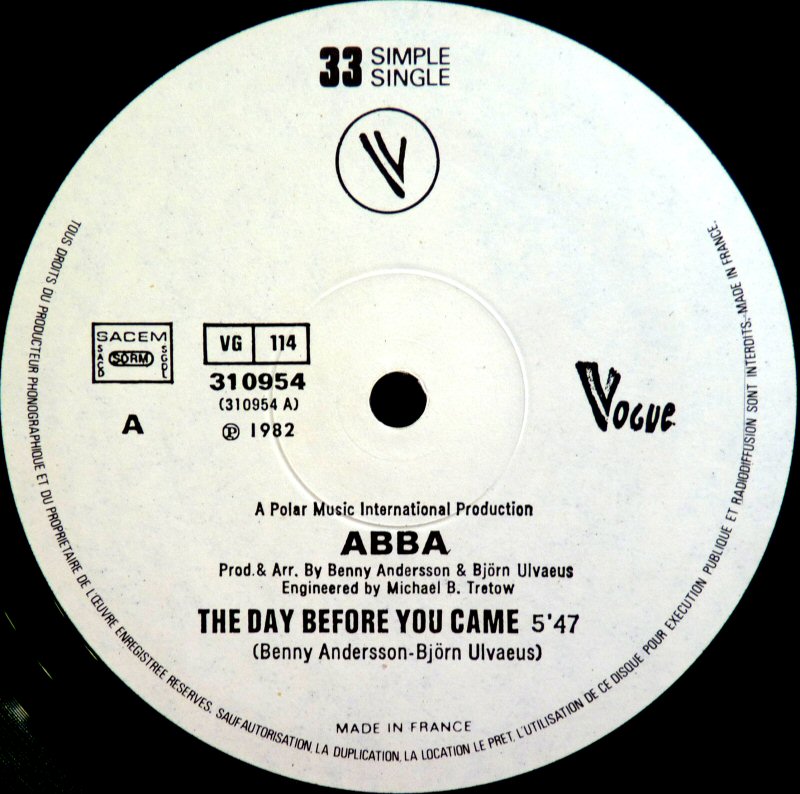 33 SIMPLE
SINGLE
SACEM
SACD
SDRM
SGDL
VG 114
310954
(310954 A)
A
℗ 1982
VOGUE
A Polar Music International Production
ABBA
Prod.& Arr. By Benny Andersson & Björn Ulvaeus
Engineered by Michael B. Tretow
THE DAY BEFORE YOU CAME 5'47
(Benny Andersson-Björn Ulvaeus)
MADE IN FRANCE
TOUS DROITS DU PRODUCTEUR PHONOGRAPHIQUE ET DU PROPRIETAIRE DE L'ŒUVRE ENREGISTREE RESERVES. SAUF AUTORISATION, LA DUPLICATION, LA LOCATION LE PRET, L'UTILISATION DE CE DISQUE POUR EXECUTION PUBLIQUE ET RADIODIFFUSION SONT INTERDITS.-MADE IN FRANCE.